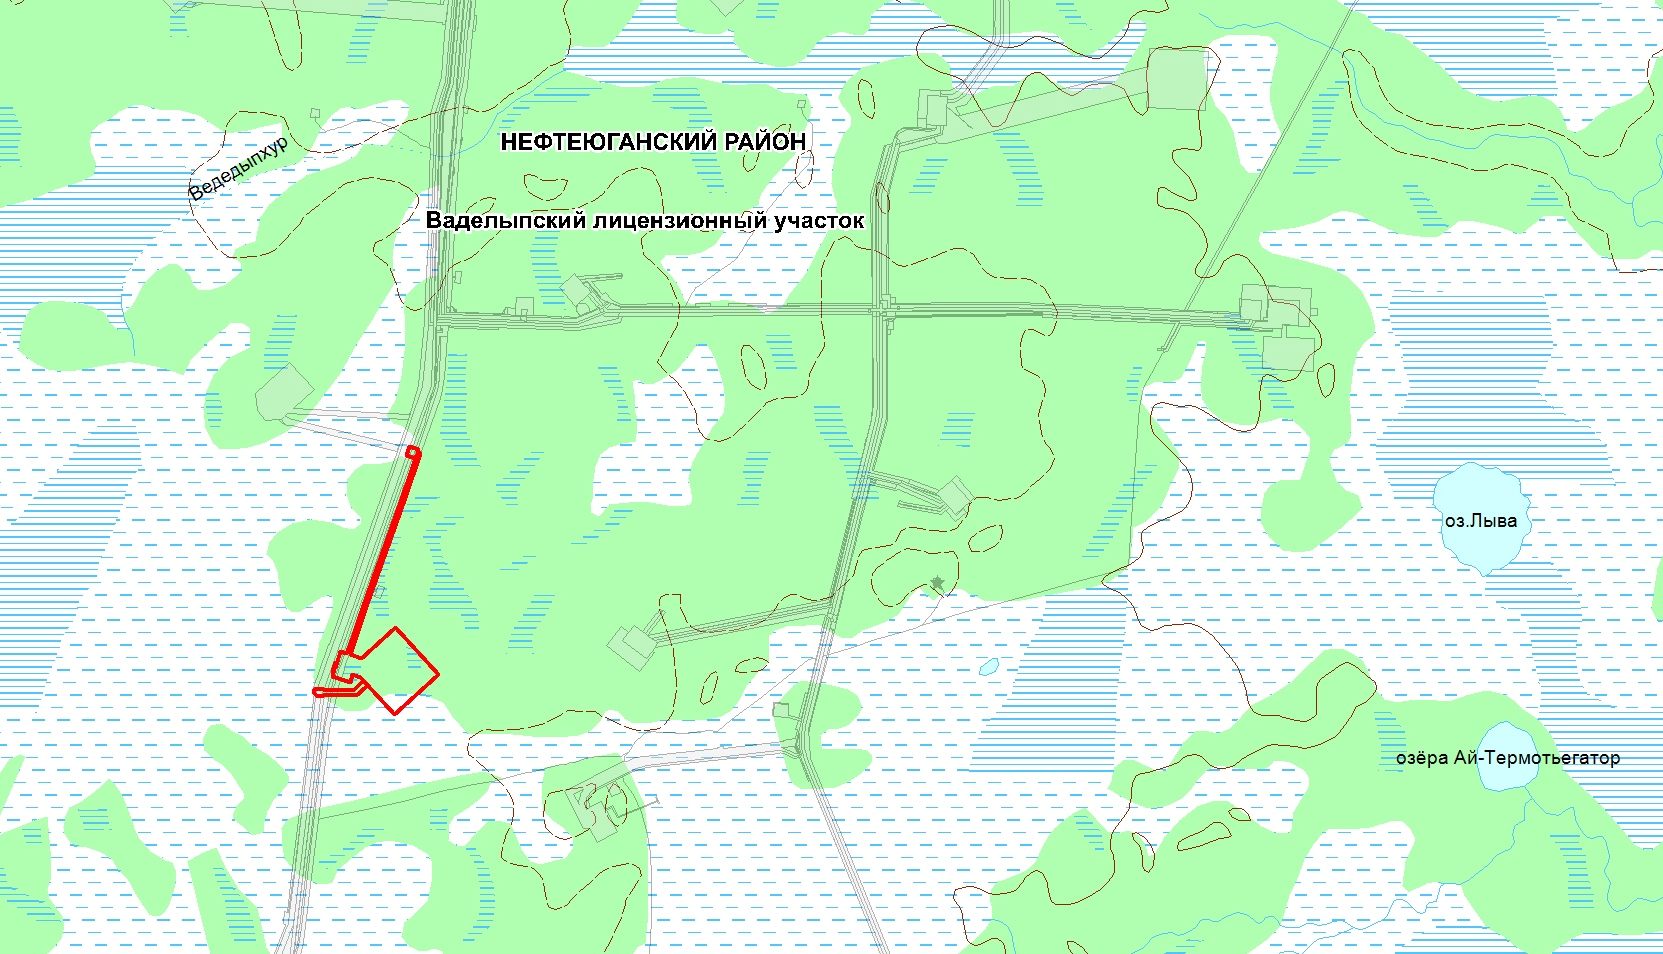 НЕФТЕЮГАНСКИЙ РАЙОН
Ведедыпхур
Ваделыпский лицензионный участок
оз.Лыва
озёра Ай-Термотьегатор